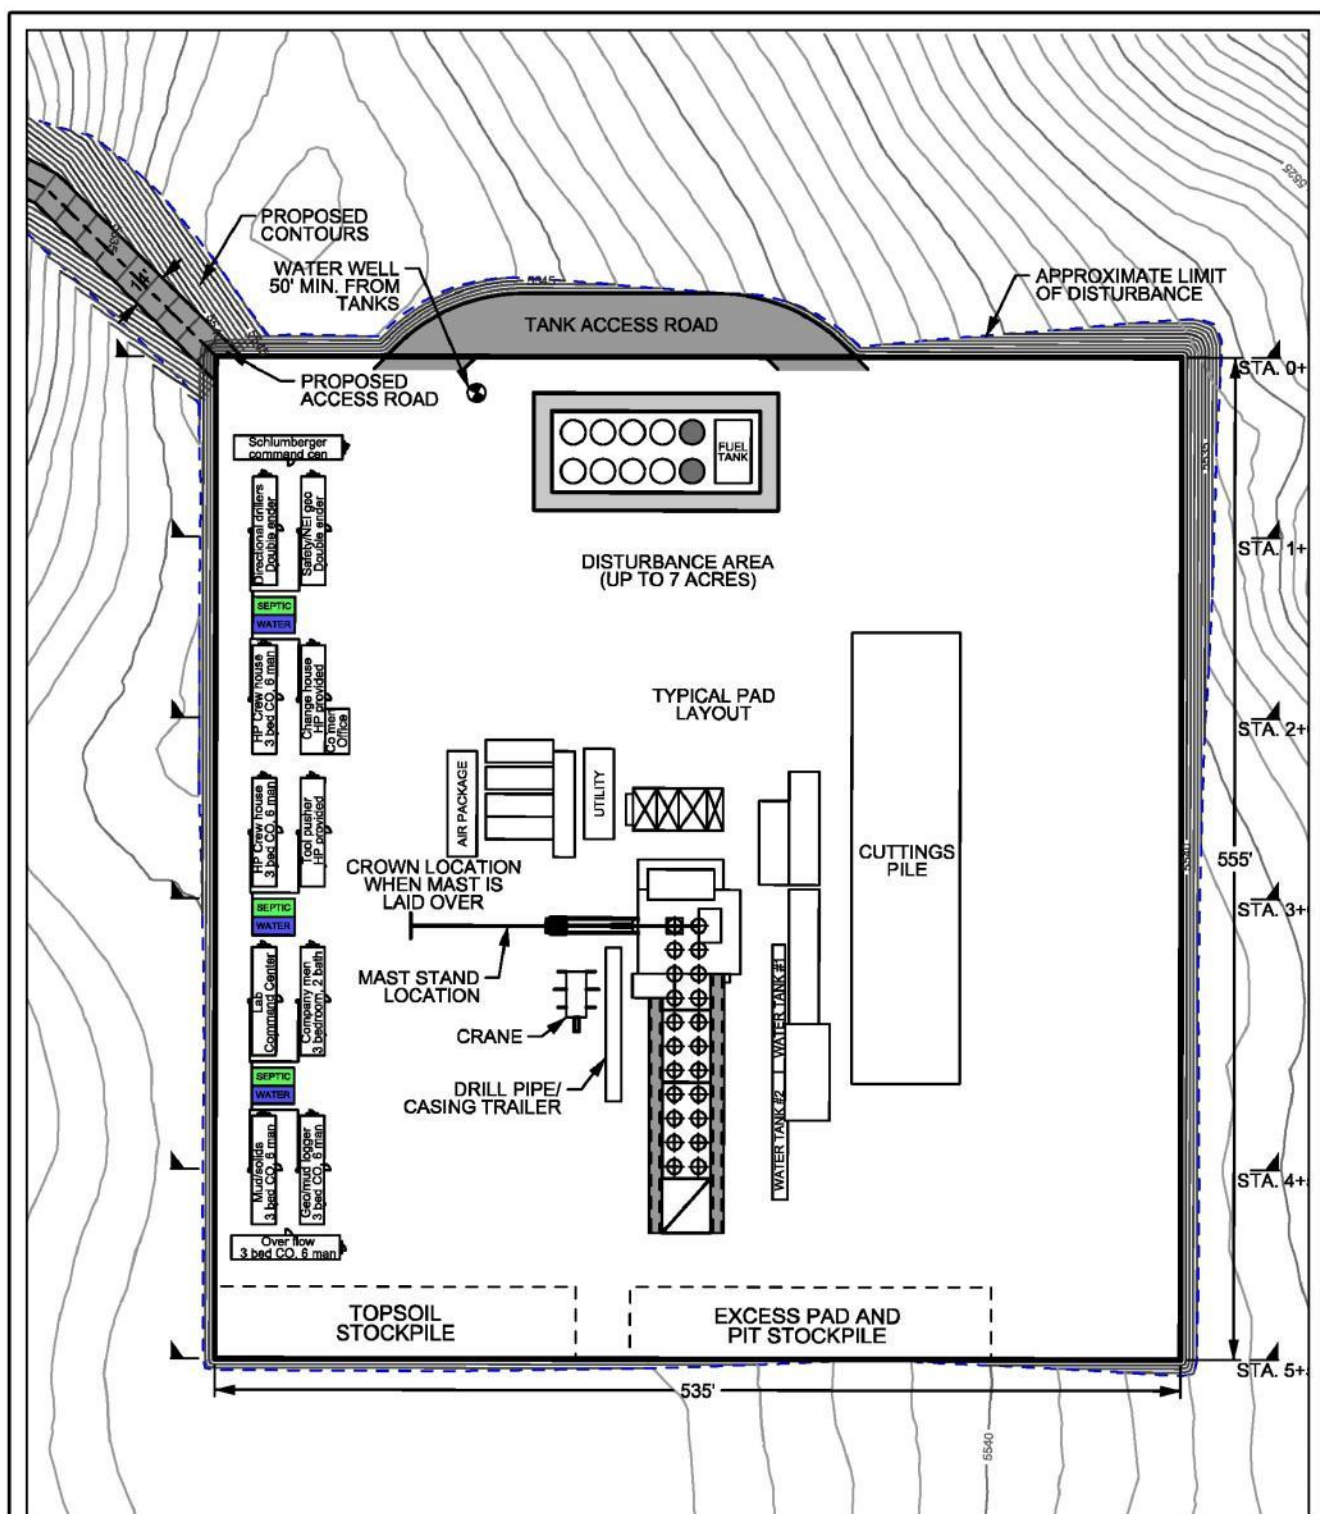 5525
PROPOSED
CONTOURS
WATER WELL
50' MIN. FROM
TANKS
APPROXIMATE LIMIT
OF DISTURBANCE
5535
14'
5545
5545
TANK ACCESS ROAD
PROPOSED
ACCESS ROAD
STA. 0+
Schlumberger
command cen
FUEL
TANK
5535
Directional drillers
Double ender
Safety/NEI geo
Double ender
STA. 1+
DISTURBANCE AREA
(UP TO 7 ACRES)
SEPTIC
WATER
HP Crew house
3 bed CO, 6 man
Change house
HP provided
Co men
Office
TYPICAL PAD
LAYOUT
STA. 2+
AIR PACKAGE
UTILITY
HP Crew house
3 bed CO, 6 man
Tool pusher
HP provided
CUTTINGS
PILE
5540
555'
CROWN LOCATION
WHEN MAST IS
LAID OVER
SEPTIC
WATER
STA. 3+
MAST STAND
LOCATION
Lab
Command Center
Company men
3 bedroom, 2 bath
WATER TANK #1
CRANE
SEPTIC
WATER
DRILL PIPE/
CASING TRAILER
WATER TANK #2
Mud/solids
3 bed CO, 6 man
Geo/mud logger
3 bed CO, 6 man
STA. 4+
Over flow
3 bed CO, 6 man
TOPSOIL
STOCKPILE
EXCESS PAD AND
PIT STOCKPILE
STA. 5+
535'
5540